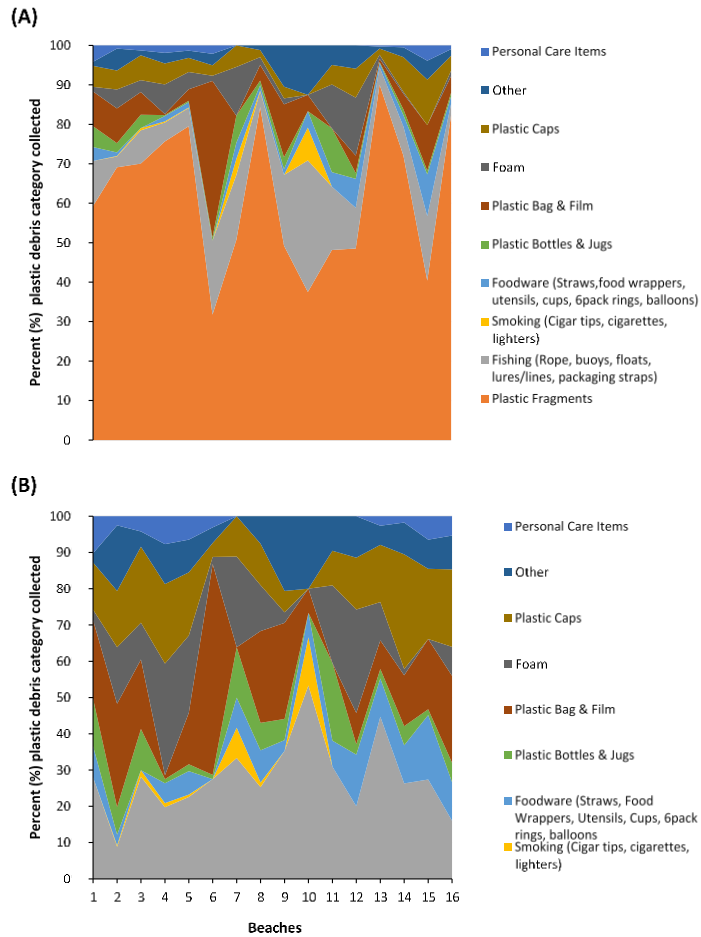 (A)
Percent (%) plastic debris category collected
100
90
80
70
60
50
40
30
20
10
0
Personal Care Items
Other
Plastic Caps
Foam
Plastic Bag & Film
Plastic Bottles & Jugs
Foodware (Straws,food wrappers,
utensils, cups, 6pack rings, balloons)
Smoking (Cigar tips, cigarettes,
lighters)
Fishing (Rope, buoys, floats,
lures/lines, packaging straps)
Plastic Fragments
(B)
Percent (%) plastic debris category collected
100
90
80
70
60
50
40
30
20
10
0
1 2 3 4 5 6 7 8 9 10 11 12 13 14 15 16
Beaches
Personal Care Items
Other
Plastic Caps
Foam
Plastic Bag & Film
Plastic Bottles & Jugs
Foodware (Straws, Food
Wrappers, Utensils, Cups, 6pack
rings, balloons
Smoking (Cigar tips, cigarettes,
lighters)